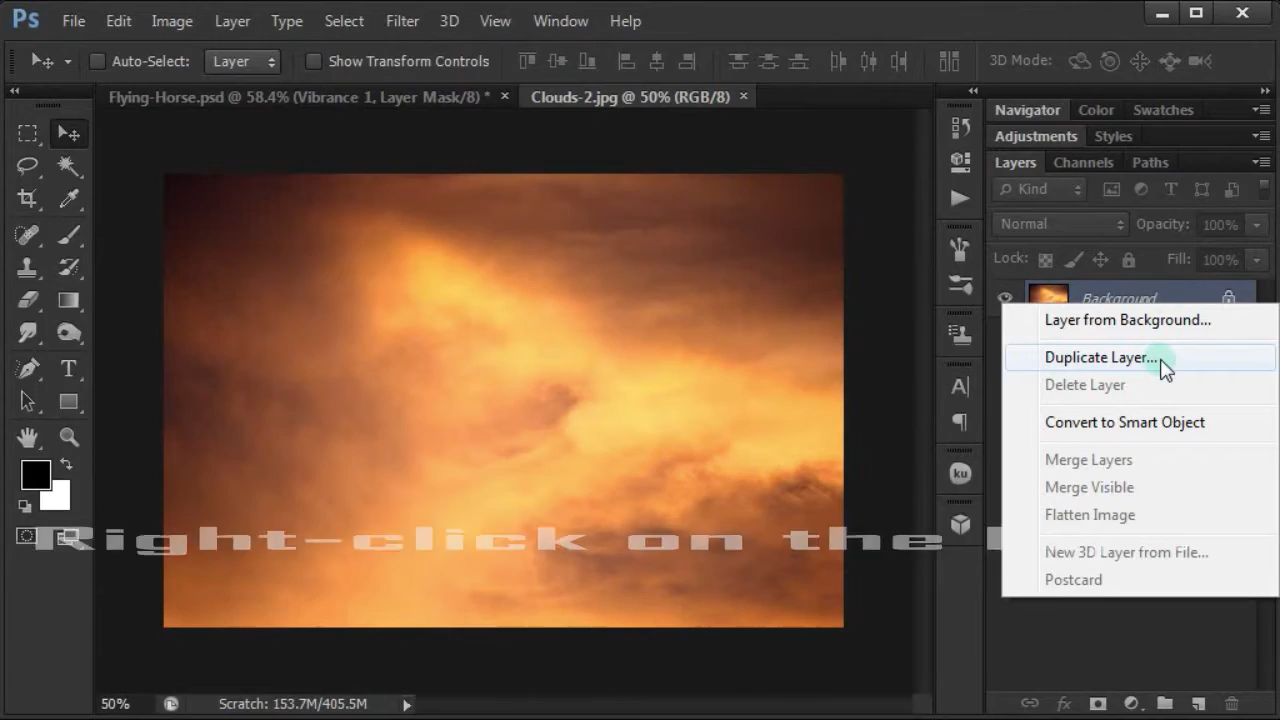 Ps File Edit Image Layer Type Select Filter 3D View Window Help
Auto-Select: Layer Show Transform Controls 3D Mode:
Flying-Horse.psd @ 58.4% (Vibrance 1, Layer Mask/8) * × Clouds-2.jpg @ 50% (RGB/8) ×
Navigator Color Swatches
Adjustments Styles
Layers Channels Paths
Kind
Normal Opacity: 100%
Lock: Fill: 100%
Background
Layer from Background...
Duplicate Layer...
Delete Layer
Convert to Smart Object
Merge Layers
Merge Visible
Flatten Image
New 3D Layer from File...
Postcard
ku
Right-click on the
50% Scratch: 153.7M/405.5M